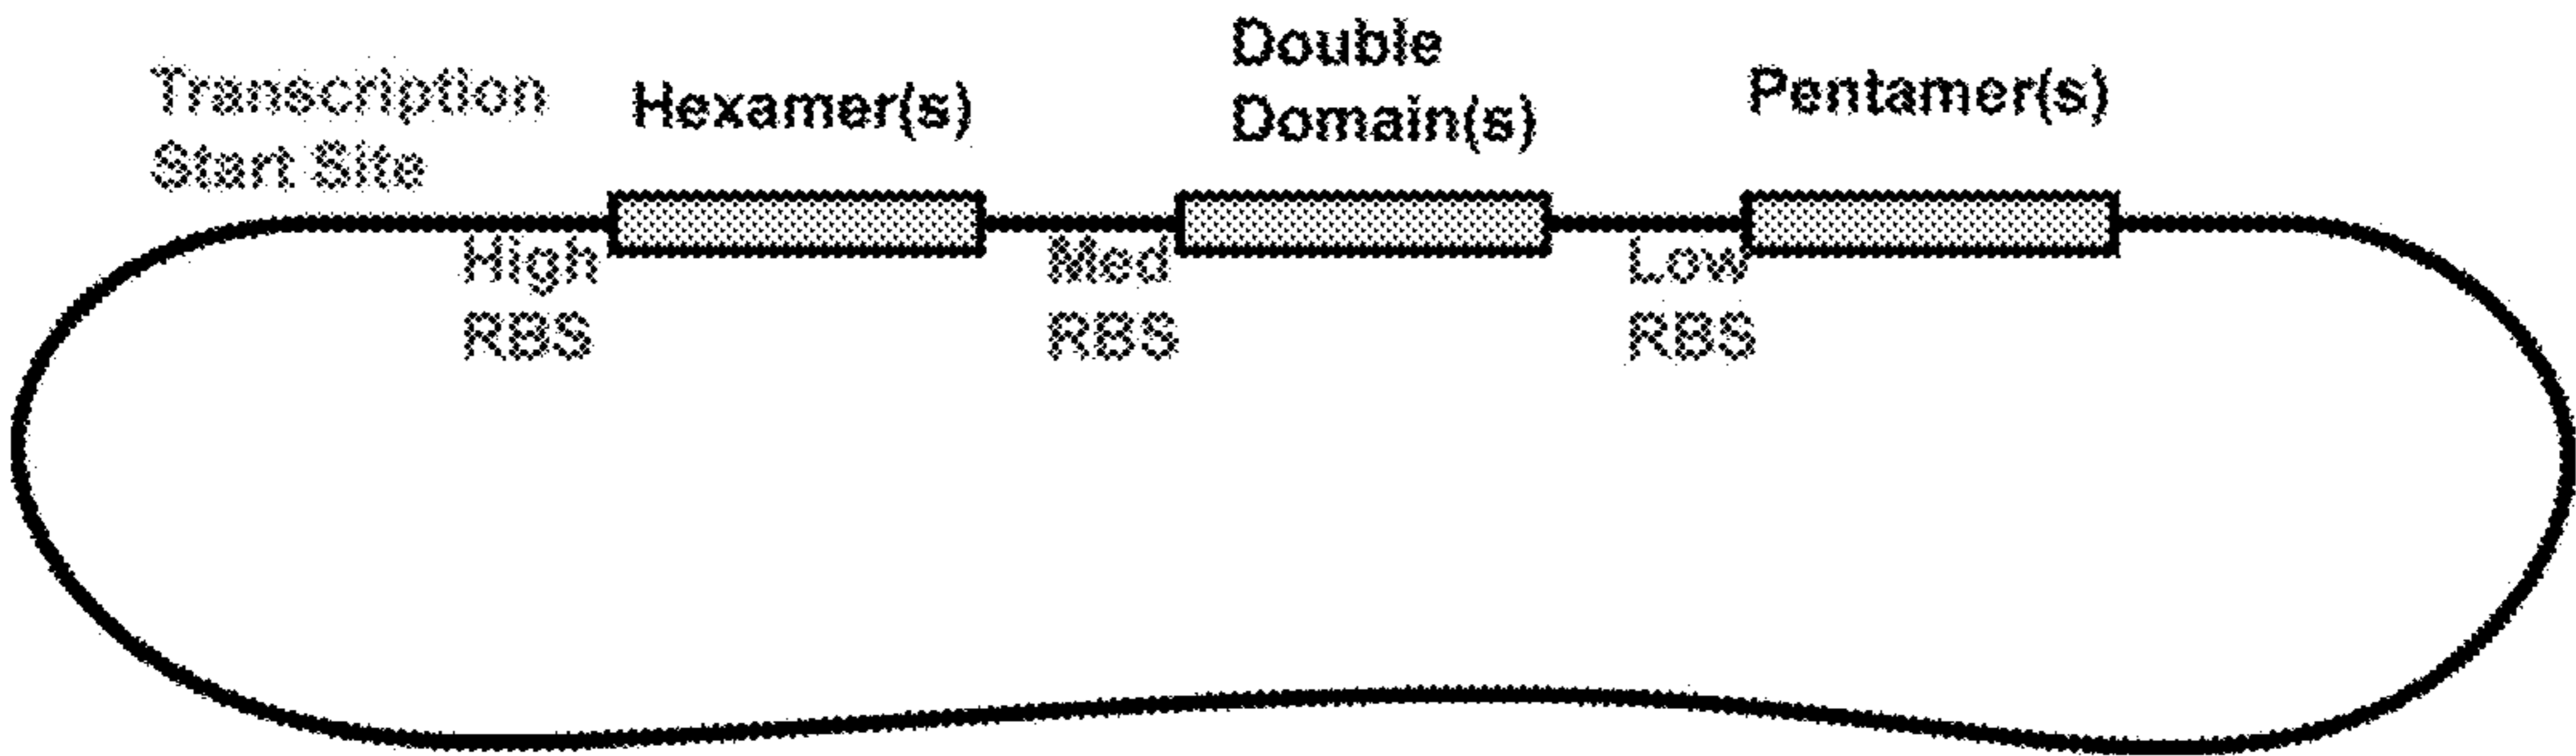 Transcription
Start Site
Hexamer(s)
Double
Domain(s)
Pentamer(s)
High
RBS
Med
RBS
Low
RBS